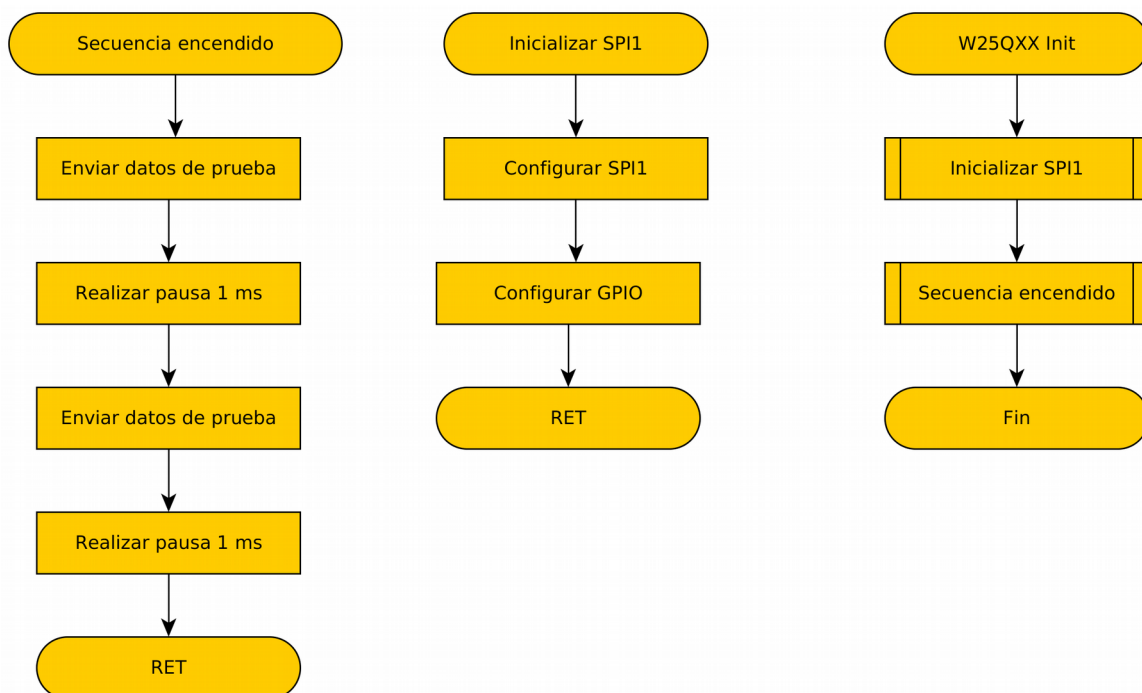 Secuencia encendido
Enviar datos de prueba
Realizar pausa 1 ms
Enviar datos de prueba
Realizar pausa 1 ms
RET
Inicializar SPI1
Configurar SPI1
Configurar GPIO
RET
W25QXX Init
Inicializar SPI1
Secuencia encendido
Fin